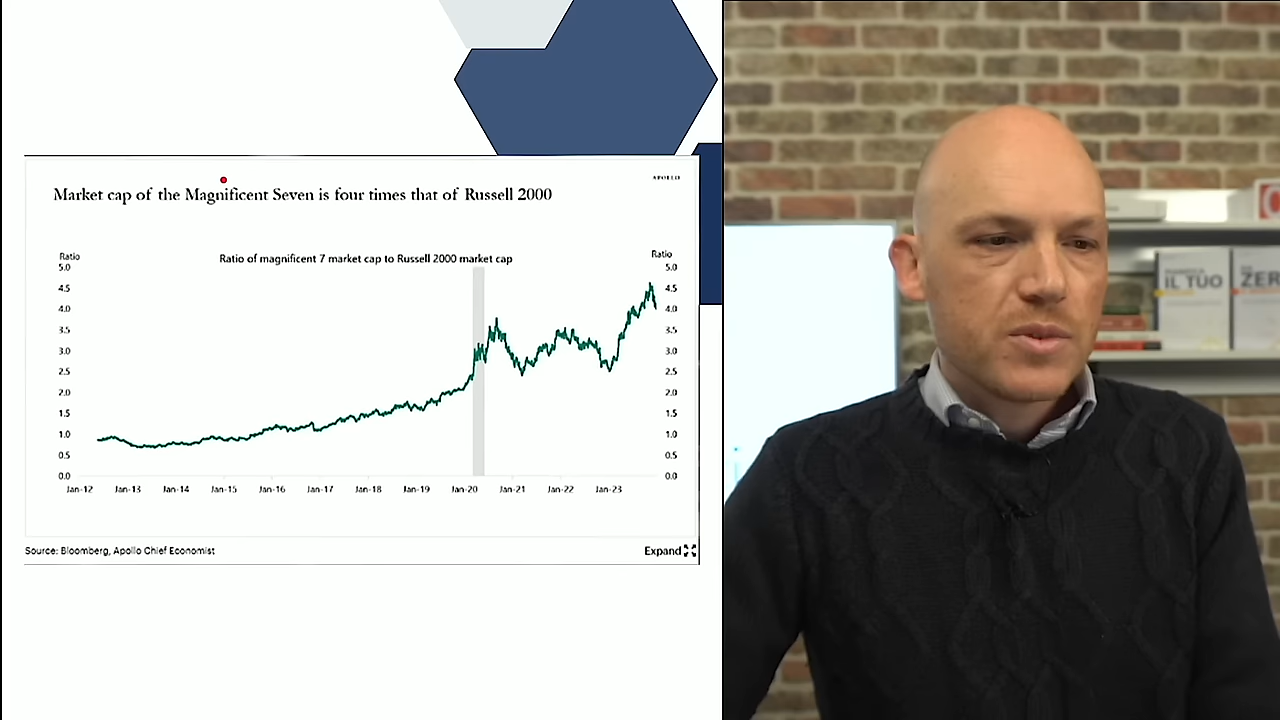 APOLLO
Market cap of the Magnificent Seven is four times that of Russell 2000
Ratio of magnificent 7 market cap to Russell 2000 market cap
Ratio
5.0
4.5
4.0
3.5
3.0
2.5
2.0
1.5
1.0
0.5
0.0
Ratio
5.0
4.5
4.0
3.5
3.0
2.5
2.0
1.5
1.0
0.5
0.0
Jan-12 Jan-13 Jan-14 Jan-15 Jan-16 Jan-17 Jan-18 Jan-19 Jan-20 Jan-21 Jan-22 Jan-23
Source: Bloomberg, Apollo Chief Economist
Expand
IL TUO
ZER